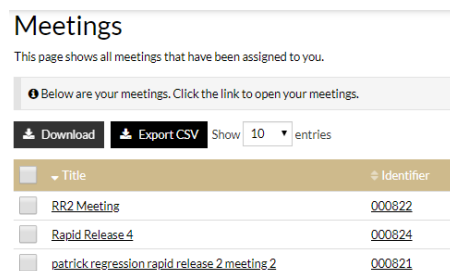 Meetings
This page shows all meetings that have been assigned to you.
Below are your meetings. Click the link to open your meetings.
Download Export CSV Show 10 entries
Title Identifier
RR2 Meeting 000822
Rapid Release 4 000824
patrick regression rapid release 2 meeting 2 000821